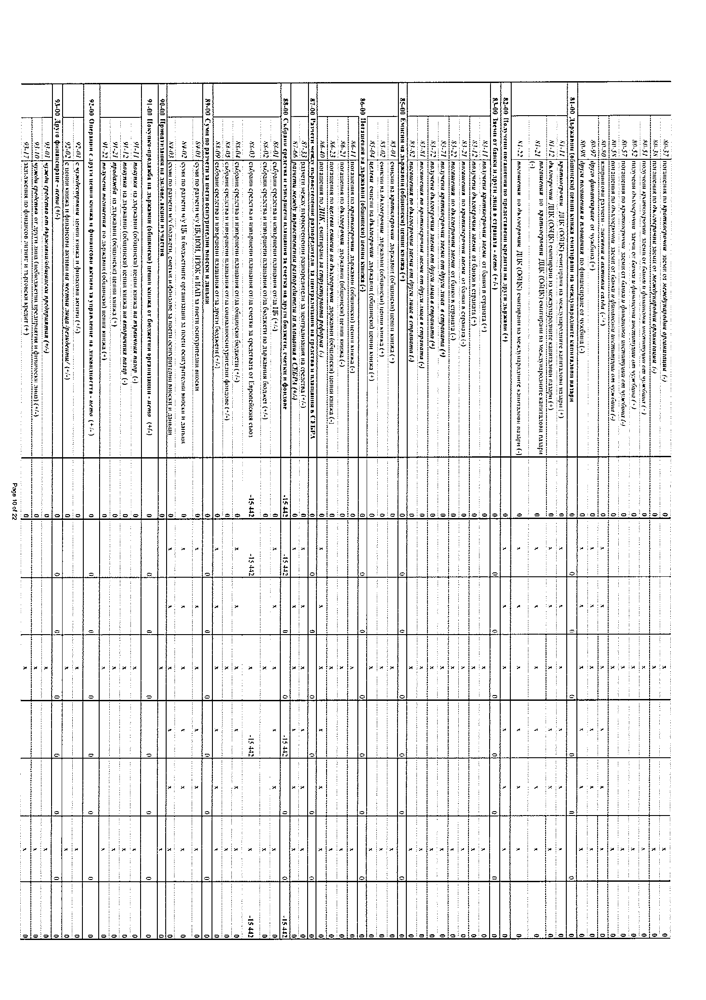 80-37 погашения по краткосрочни заеми от международни организации (-) 0 x x 0
80-38 погашения по дългосрочни заеми от международни организации (-) 0 x x 0
80-51 получени краткосрочни заеми от банки и финансови институции от чужбина (+) 0 x x 0
80-52 получени дългосрочни заеми от банки и финансови институции от чужбина (+) 0 x x 0
80-57 погашения по краткосрочни заеми от банки и финансови институции от чужбина (-) 0 x x 0
80-58 погашения по дългосрочни заеми от банки и финансови институции от чужбина (-) 0 x x 0
80-80 клирингови разчети - пасивни и активни салда (-/+) 0 x x x x x x 0
80-97 друго финансиране от чужбина (+) 0 x x x x x x 0
80-98 други погашения и плащания по финансиране от чужбина (-) 0 x x x x x x 0
81-00 Държавни (общински) ценни книжа емитирани на международните капиталови пазари 0 0 0 0 0 0 0 0
81-11 краткосрочни ДЦК (ОбЦК) емитирани на международните капиталови пазари (+) 0 x x x x x x 0
81-12 дългосрочни ДЦК (ОбЦК) емитирани на международните капиталови пазари (+) 0 x x x x x x 0
81-21 погашения по краткосрочни ДЦК (ОбЦК) емитирани на международните капиталови пазари
(-) 0 x x x x x x 0
81-22 погашения по дългосрочни ДЦК (ОбЦК) емитирани на международните капиталови пазари (-) 0 x x x x x x 0
82-00 Получени погашения по предоставени кредити на други държави (+) 0 x x x x x x 0
83-00 Заеми от банки и други лица в страната - нето (+/-) 0 0 0 0 0 0 0 0
83-11 получени краткосрочни заеми от банки в страната (+) 0 x x 0
83-12 получени дългосрочни заеми от банки в страната (+) 0 x x 0
83-21 погашения по краткосрочни заеми от банки в страната (-) 0 x x 0
83-22 погашения по дългосрочни заеми от банки в страната (-) 0 x x 0
83-71 получени краткосрочни заеми от други лица в страната (+) 0 x x 0
83-72 получени дългосрочни заеми от други лица в страната (+) 0 x x 0
83-81 погашения по краткосрочни заеми от други лица в страната (-) 0 x x 0
83-82 погашения по дългосрочни заеми от други лица в страната (-) 0 x x 0
85-00 Емисии на държавни (общински) ценни книжа (+) 0 0 0 0 0 0 0 0
85-01 емисии на краткосрочни държавни (общински) ценни книжа (+) 0 x x 0
85-02 емисии на дългосрочни държавни (общински) ценни книжа (+) 0 x x 0
85-04 целеви емисии на дългосрочни държавни (общински) ценни книжа (+) 0 x x 0
86-00 Погашения на държавни (общински) ценни книжа (-) 0 0 0 0 0 0 0 0
86-11 погашения по краткосрочни държавни (общински) ценни книжа (-) 0 x x 0
86-21 погашения по дългосрочни държавни (общински) ценни книжа (-) 0 x x 0
86-23 погашения по целеви емисии на дългосрочни държавни (общински) ценни книжа (-) 0 x x 0
86-40 погашения по ДЦК, емитирани за структурната реформа (-) 0 x x x x x x 0
87-00 Разчети между първостепенни разпоредители за централизация на средства и плащания в СЕБРА 0 0 0 0 0 0 0 0
87-33 разчети между първостепенни разпоредители за централизация на средства (+/-) 0 x x x x x x 0
87-66 разчети между първостепенни разпоредители за плащания в СЕБРА (+/-) 0 x x x x x x 0
88-00 Събрани средства и извършени плащания за сметка на други бюджети, сметки и фондове -15 442 -15 442 0 0 -15 442 0 0 -15 442
88-01 събрани средства и извършени плащания от/за ЦБ (+/-) 0 x x x x x x 0
88-02 събрани средства и извършени плащания от/за бюджети по държавния бюджет (+/-) 0 x x 0
88-03 събрани средства и извършени плащания от/за сметки за средствата от Европейския съюз -15 442 -15 442 x -15 442 x -15 442
88-04 събрани средства и извършени плащания от/за общински бюджети (+/-) 0 x x x x x x 0
88-05 събрани средства и извършени плащания от/за социалноосигурителни фондове (+/-) 0 x x 0
88-09 събрани средства и извършени плащания от/за други бюджети (+/-) 0 x x x x x x 0
89-00 Суми по разчети за поети осигурителни вноски и данъци 0 0 0 0 0 0 0 0
89-01 суми по разчети м/у ЦБ,НОИ, НЗОК и НАП за поети осигурителни вноски 0 x x x x x x 0
89-02 суми по разчети м/у ЦБ и бюджетните организации за поети осигурителни вноски и данъци 0 x x x x x x 0
89-03 суми по разчети м/у бюджети, сметки и фондове за поети осигурителни вноски и данъци 0 x x x x x x 0
90-00 Приватизация на дялове, акции и участия 0 x x 0
91-00 Покупко-продажба на държавни (общински) ценни книжа от бюджетни организации - нето (+/-) 0 0 0 0 0 0 0 0
91-11 покупки на държавни (общински) ценни книжа на първичния пазар (-) 0 x x 0
91-12 покупки на държавни (общински) ценни книжа на вторичния пазар (-) 0 x x 0
91-21 продажба на държавни (общински) ценни книжа (+) 0 x x 0
91-22 получени погашения по държавни (общински) ценни книжа (+) 0 x x 0
92-00 Операции с други ценни книжа и финансови активи за управление на ликвидността - нето (+/-) 0 0 0 0 0 0 0 0
92-01 с чуждестранни ценни книжа и финансови активи (+/-) 0 x x 0
92-02 с ценни книжа и финансови активи на местни лица /резиденти/ (+/-) 0 x x 0
93-00 Друго финансиране - нето (+/-) 0 0 0 0 0 0 0 0
93-01 чужди средства от държавни/общински предприятия (+/-) 0 x x 0
93-10 чужди средства от други лица (небюджетни предприятия и физически лица) (+/-) 0 x x 0
93-17 задължения по финансов лизинг и търговски кредит (+) 0 x x 0
Page 10 of 22